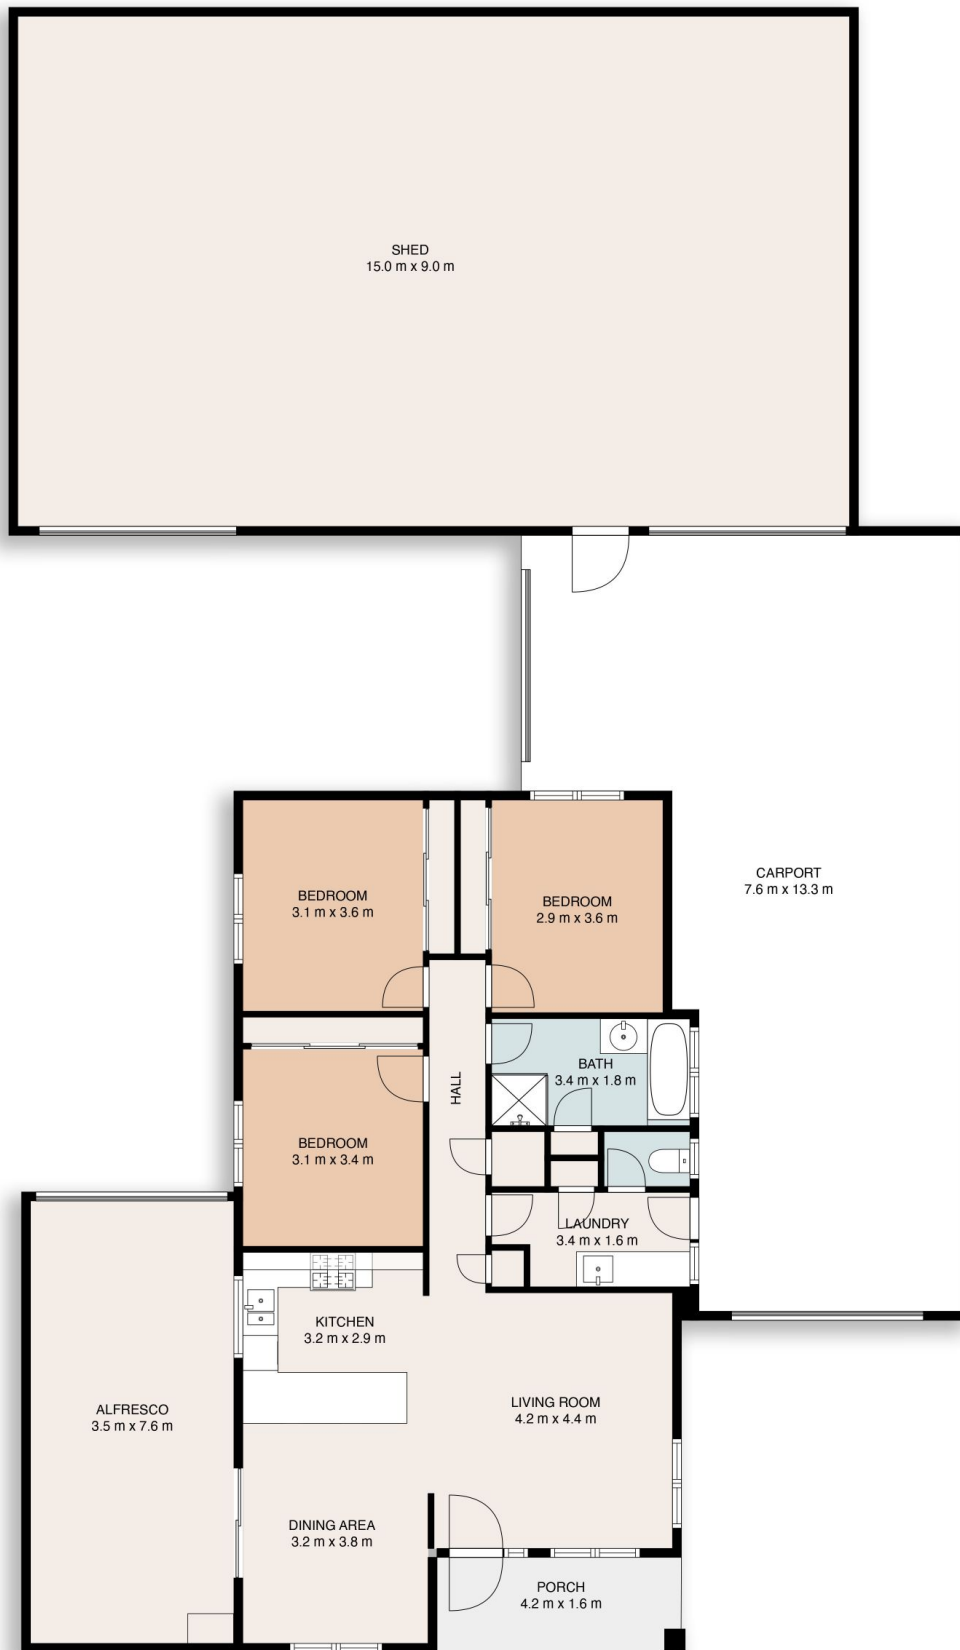 SHED
15.0 m x 9.0 m
CARPORT
7.6 m x 13.3 m
BEDROOM
3.1 m x 3.6 m
BEDROOM
2.9 m x 3.6 m
BATH
3.4 m x 1.8 m
HALL
BEDROOM
3.1 m x 3.4 m
LAUNDRY
3.4 m x 1.6 m
KITCHEN
3.2 m x 2.9 m
ALFRESCO
3.5 m x 7.6 m
LIVING ROOM
4.2 m x 4.4 m
DINING AREA
3.2 m x 3.8 m
PORCH
4.2 m x 1.6 m